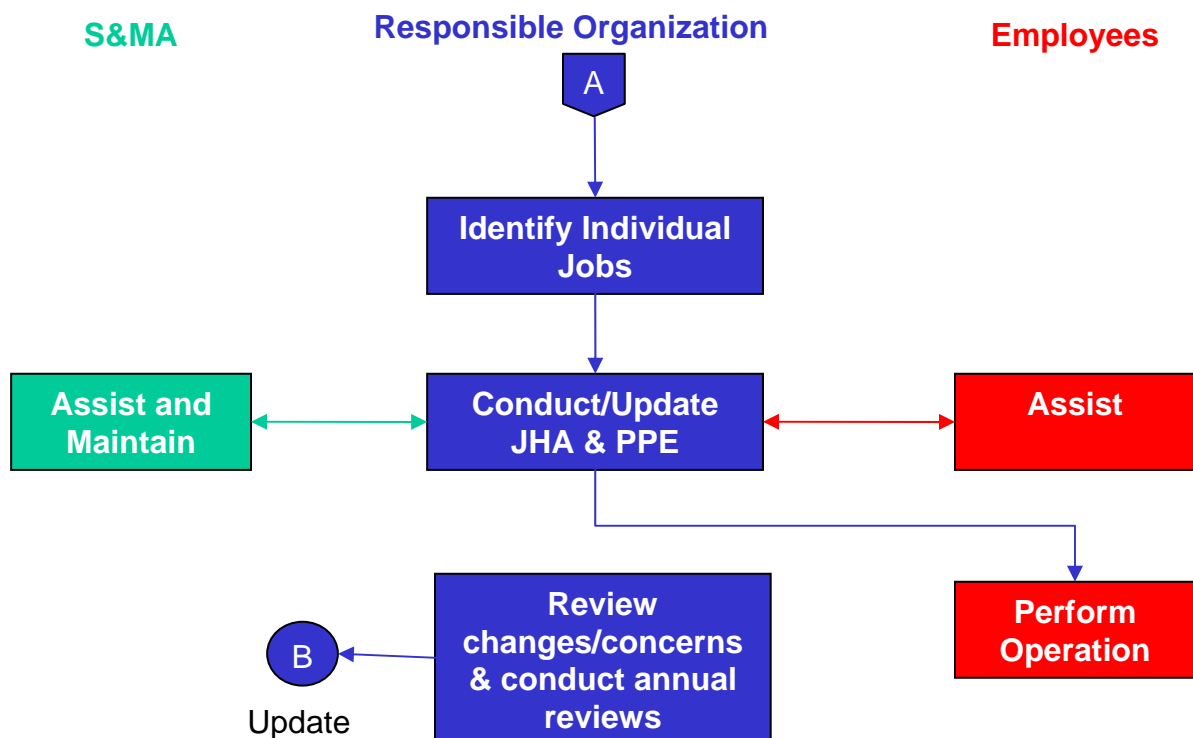 S&MA
Responsible Organization
Employees
A
Identify Individual
Jobs
Assist and
Maintain
Conduct/Update
JHA & PPE
Assist
Review
changes/concerns
& conduct annual
reviews
Perform
Operation
B
Update